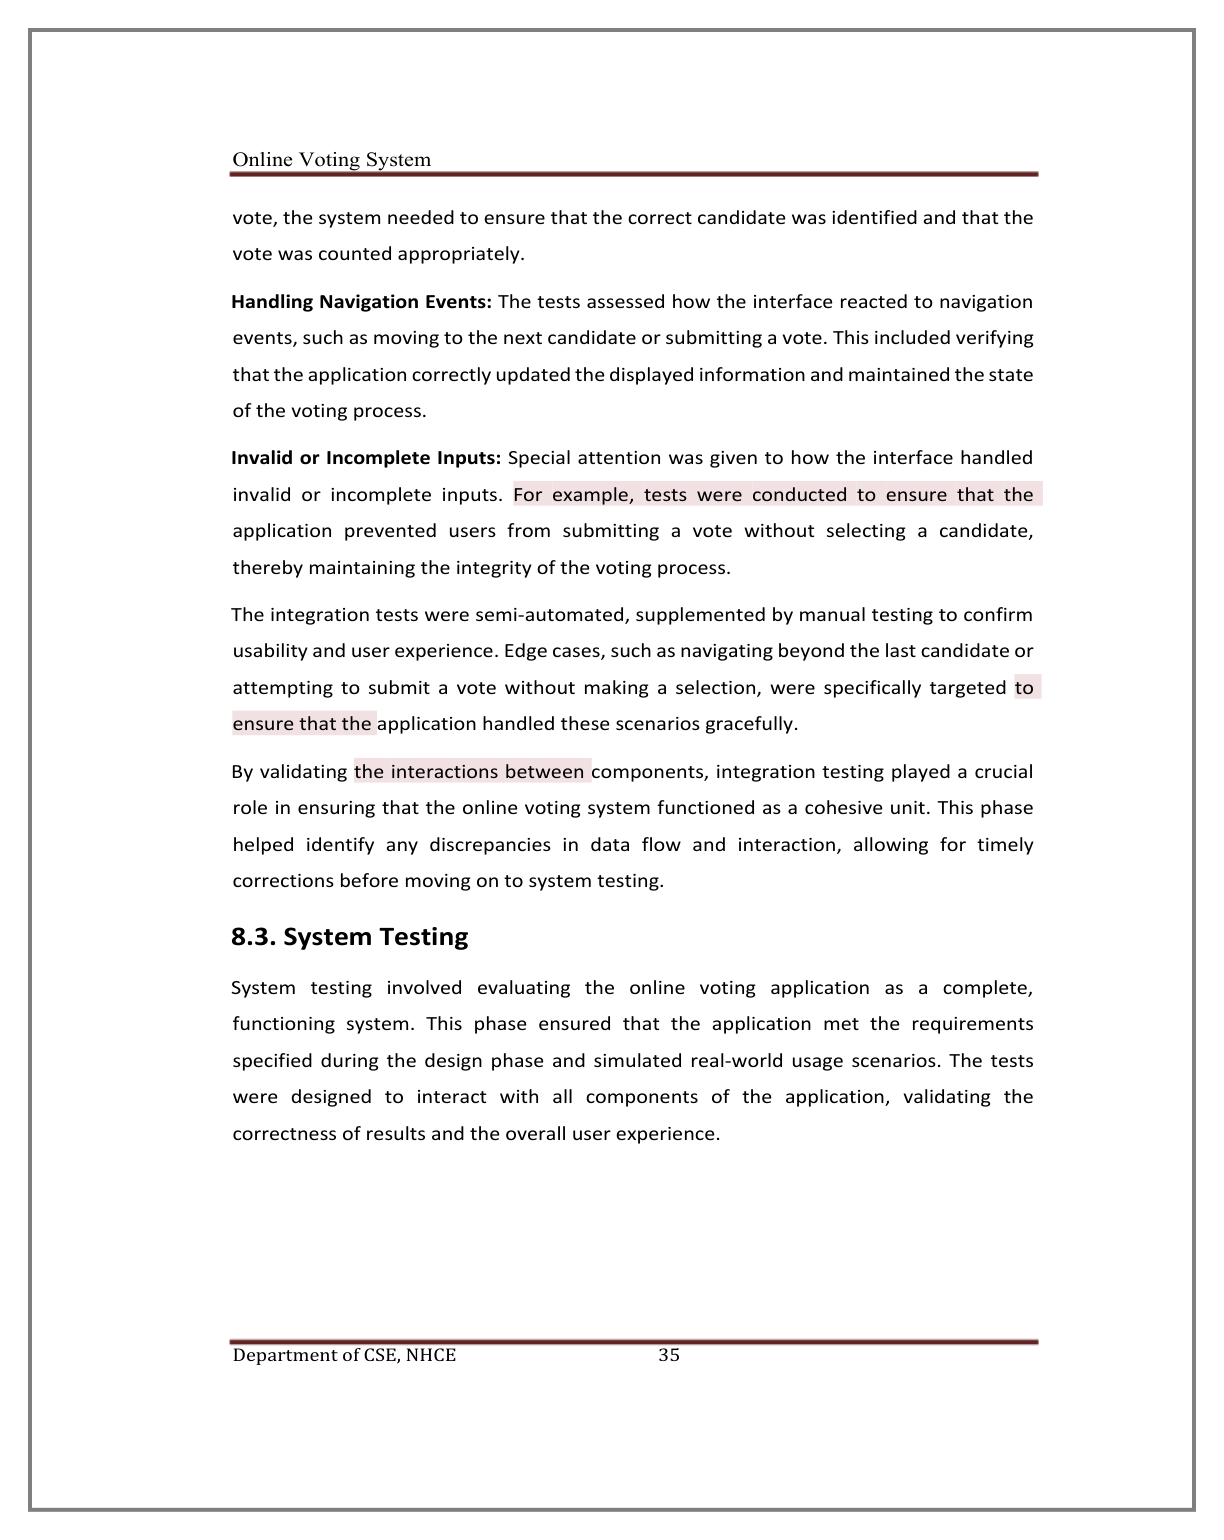 Online Voting System
vote, the system needed to ensure that the correct candidate was identified and that the
vote was counted appropriately.
Handling Navigation Events: The tests assessed how the interface reacted to navigation
events, such as moving to the next candidate or submitting a vote. This included verifying
that the application correctly updated the displayed information and maintained the state
of the voting process.
Invalid or Incomplete Inputs: Special attention was given to how the interface handled
invalid or incomplete inputs. For example, tests were conducted to ensure that the
application prevented users from submitting a vote without selecting a candidate,
thereby maintaining the integrity of the voting process.
The integration tests were semi-automated, supplemented by manual testing to confirm
usability and user experience. Edge cases, such as navigating beyond the last candidate or
attempting to submit a vote without making a selection, were specifically targeted to
ensure that the application handled these scenarios gracefully.
By validating the interactions between components, integration testing played a crucial
role in ensuring that the online voting system functioned as a cohesive unit. This phase
helped identify any discrepancies in data flow and interaction, allowing for timely
corrections before moving on to system testing.
8.3. System Testing
System testing involved evaluating the online voting application as a complete,
functioning system. This phase ensured that the application met the requirements
specified during the design phase and simulated real-world usage scenarios. The tests
were designed to interact with all components of the application, validating the
correctness of results and the overall user experience.
Department of CSE, NHCE 35